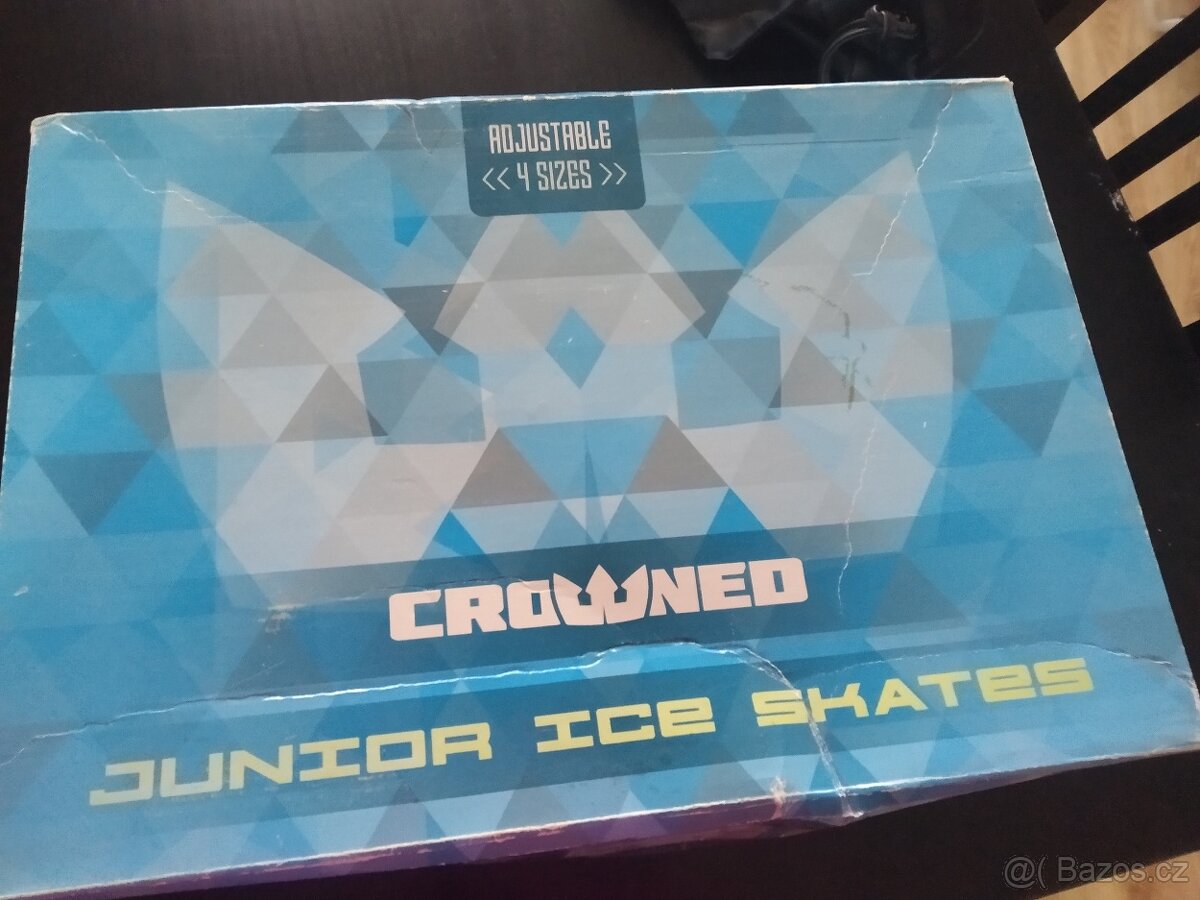 ADJUSTABLE
<< 4 SIZES >>
CROWNED
JUNIOR ICE SKATES
@( Bazos.cz